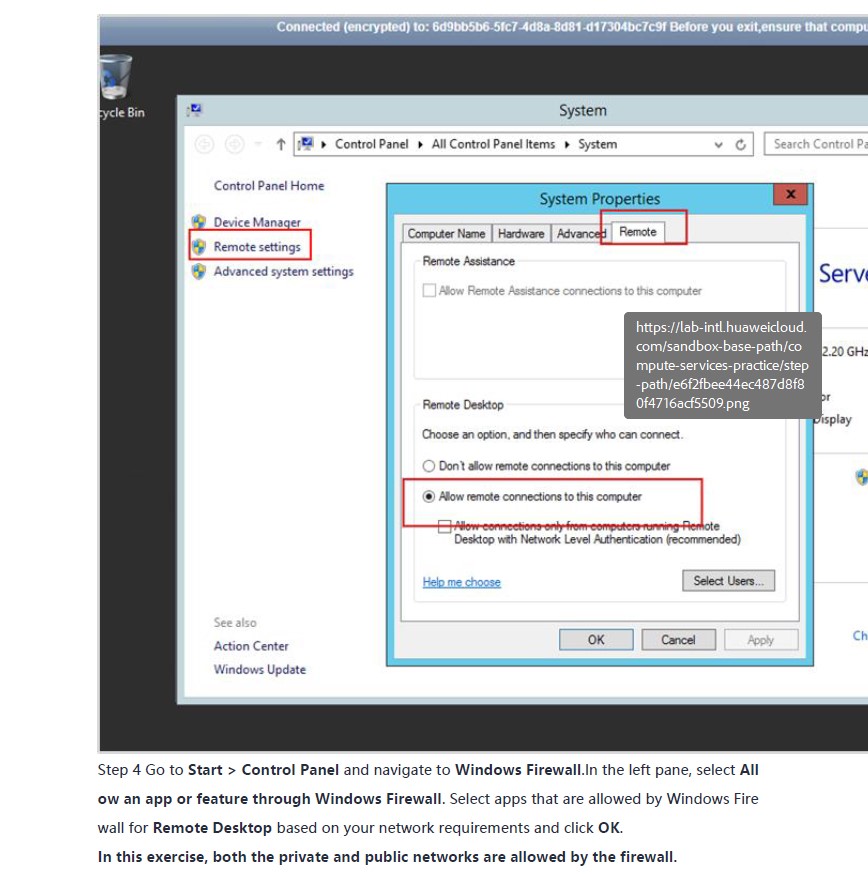 Connected (encrypted) to: 6d9bb5b6-5fc7-4d8a-8d81-d17304bc7c9f Before you exit,ensure that compu
cycle Bin
System
Control Panel All Control Panel Items System
Search Control Pa
Control Panel Home
Device Manager
Remote settings
Advanced system settings
System Properties
x
Computer Name Hardware Advanced Remote
Remote Assistance
Allow Remote Assistance connections to this computer
Serve
https://lab-intl.huaweicloud.
com/sandbox-base-path/co
mpute-services-practice/step
-path/e6f2fbee44ec487d8f8
0f4716acf5509.png
2.20 GHz
or
Display
Remote Desktop
Choose an option, and then specify who can connect.
Don't allow remote connections to this computer
Allow remote connections to this computer
Allow connections only from computers running Remote
Desktop with Network Level Authentication (recommended)
Help me choose
Select Users...
OK Cancel Apply
Ch
See also
Action Center
Windows Update
Step 4 Go to Start > Control Panel and navigate to Windows Firewall.In the left pane, select All
ow an app or feature through Windows Firewall. Select apps that are allowed by Windows Fire
wall for Remote Desktop based on your network requirements and click OK.
In this exercise, both the private and public networks are allowed by the firewall.